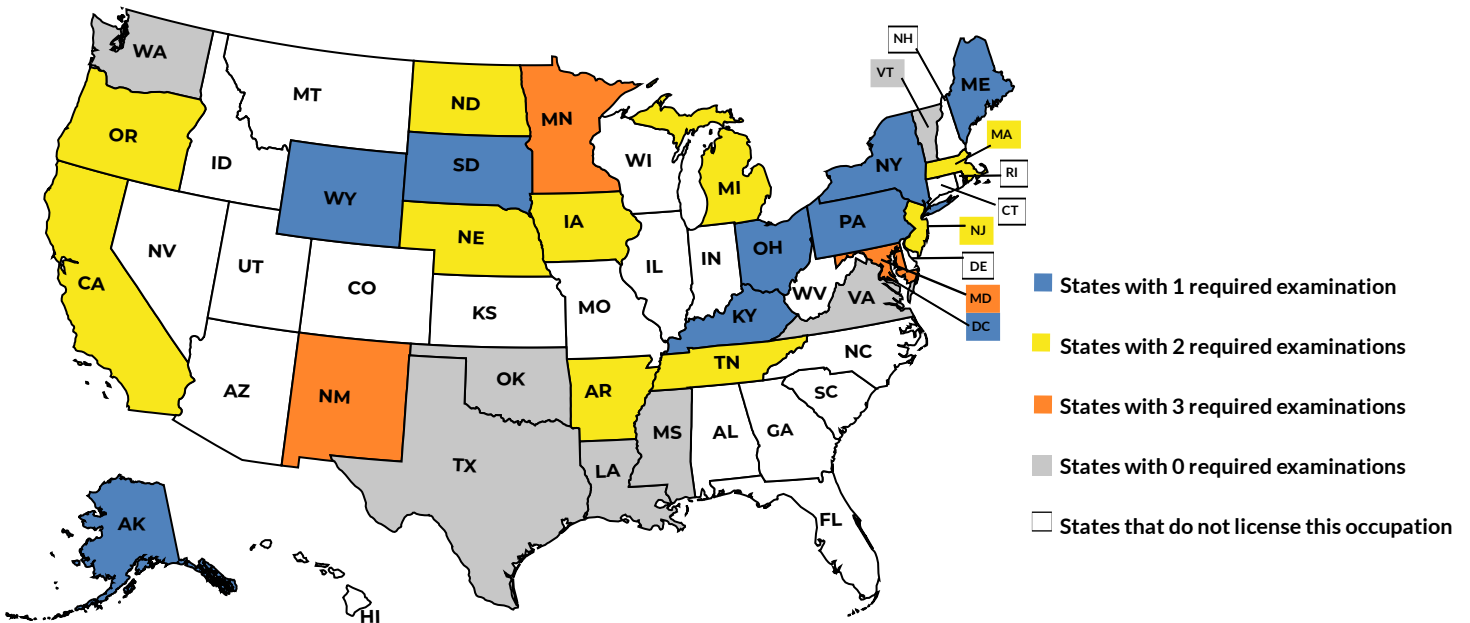 NH
WA
VT
ME
MT
ND
MN
OR
MA
ID
WI
SD
NY
RI
MI
WY
CT
PA
IA
NJ
NE
OH
NV
IN
UT
IL
DE
CA
CO
WV
VA
MD
MO
KS
KY
DC
NC
TN
OK
AZ
AR
SC
NM
MS
AL
GA
TX
LA
AK
FL
HI
States with 1 required examination
States with 2 required examinations
States with 3 required examinations
States with 0 required examinations
States that do not license this occupation